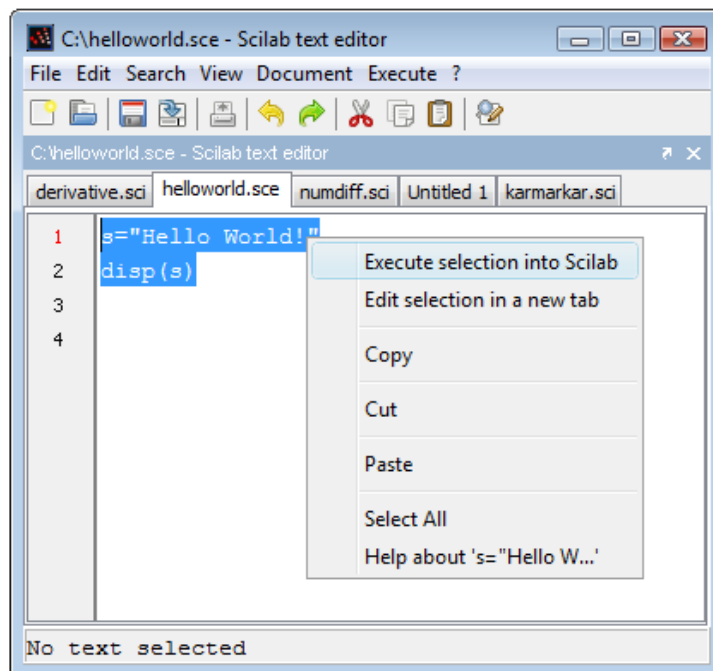 C:\helloworld.sce - Scilab text editor
File Edit Search View Document Execute ?
C:\helloworld.sce - Scilab text editor
derivative.sci helloworld.sce numdiff.sci Untitled 1 karmarkar.sci
1 s="Hello World!"
2 disp(s)
3
4
Execute selection into Scilab
Edit selection in a new tab
Copy
Cut
Paste
Select All
Help about 's="Hello W...'
No text selected